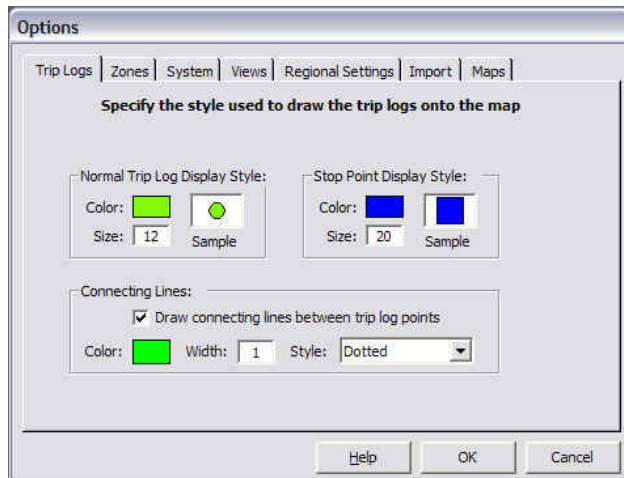 Options
Trip Logs Zones System Views Regional Settings Import Maps
Specify the style used to draw the trip logs onto the map
Normal Trip Log Display Style:
Color:
Size: 12
Sample
Stop Point Display Style:
Color:
Size: 20
Sample
Connecting Lines:
Draw connecting lines between trip log points
Color: Width: 1 Style: Dotted
Help OK Cancel